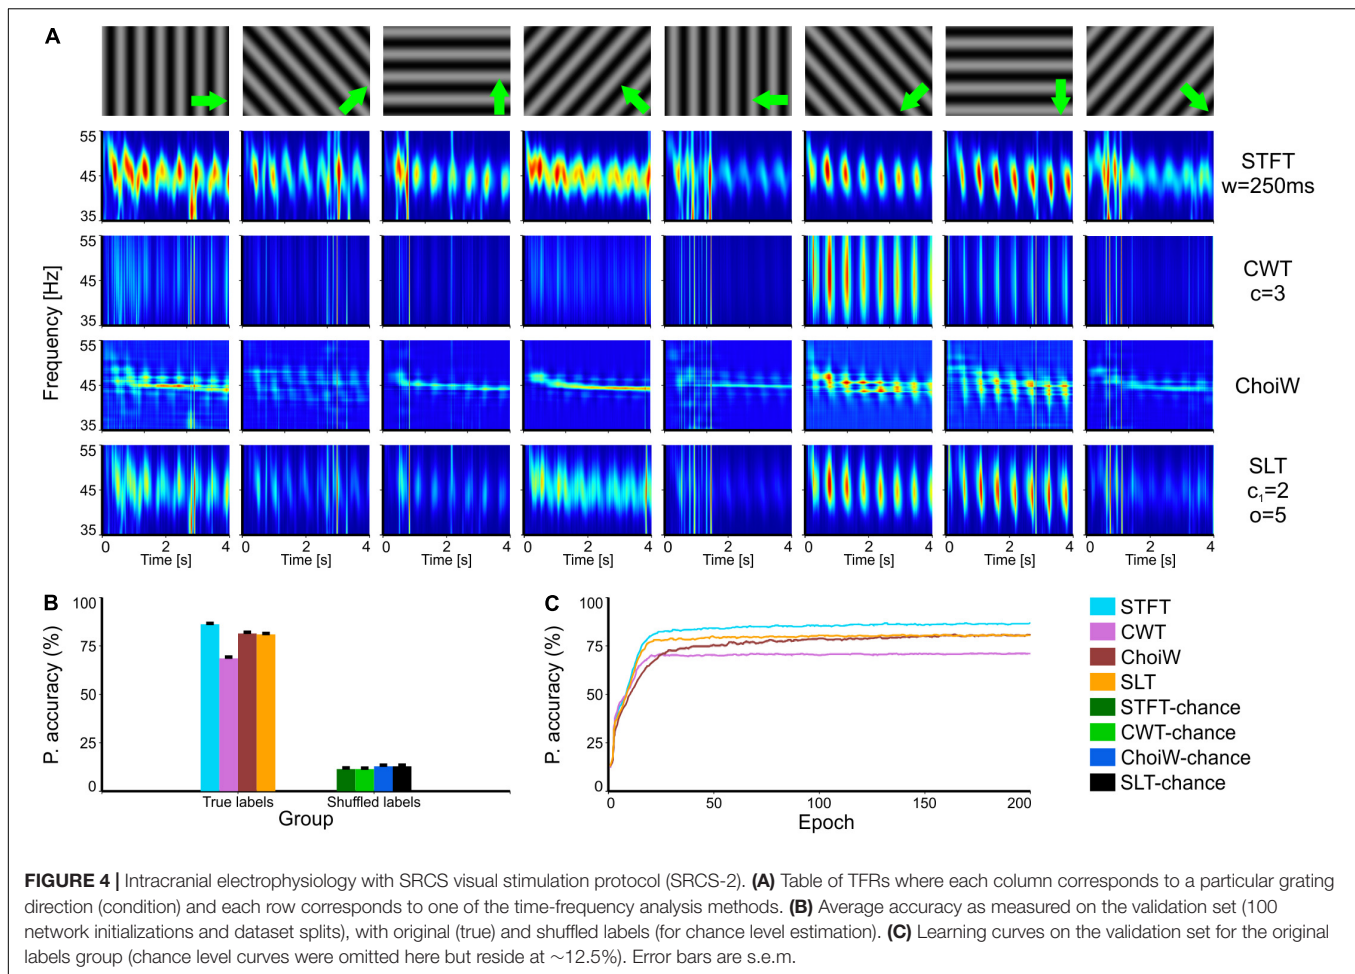 A
STFT
w=250ms
55
45
35
CWT
c=3
55
45
35
Frequency [Hz]
ChoiW
55
45
35
SLT
c₁=2
o=5
55
45
35
0 2 4 0 2 4 0 2 4 0 2 4 0 2 4 0 2 4 0 2 4 0 2 4
Time [s] Time [s] Time [s] Time [s] Time [s] Time [s] Time [s] Time [s]
B
P. accuracy (%)
100
75
50
25
0
True labels Shuffled labels
Group
C
P. accuracy (%)
100
75
50
25
0
0 50 100 150 200
Epoch
STFT
CWT
ChoiW
SLT
STFT-chance
CWT-chance
ChoiW-chance
SLT-chance
FIGURE 4 | Intracranial electrophysiology with SRCS visual stimulation protocol (SRCS-2). (A) Table of TFRs where each column corresponds to a particular grating
direction (condition) and each row corresponds to one of the time-frequency analysis methods. (B) Average accuracy as measured on the validation set (100
network initializations and dataset splits), with original (true) and shuffled labels (for chance level estimation). (C) Learning curves on the validation set for the original
labels group (chance level curves were omitted here but reside at ~12.5%). Error bars are s.e.m.